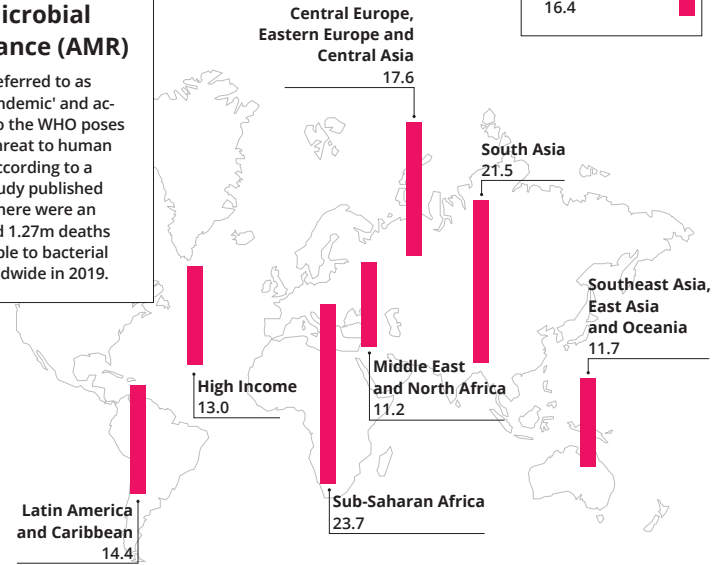 icrobial
ance (AMR)
eferred to as
ndemic' and ac-
o the WHO poses
hreat to human
ccording to a
udy published
here were an
d 1.27m deaths
ble to bacterial
dwide in 2019.
16.4
Central Europe,
Eastern Europe and
Central Asia
17.6
South Asia
21.5
Southeast Asia,
East Asia
and Oceania
11.7
High Income
13.0
Middle East
and North Africa
11.2
Sub-Saharan Africa
23.7
Latin America
and Caribbean
14.4